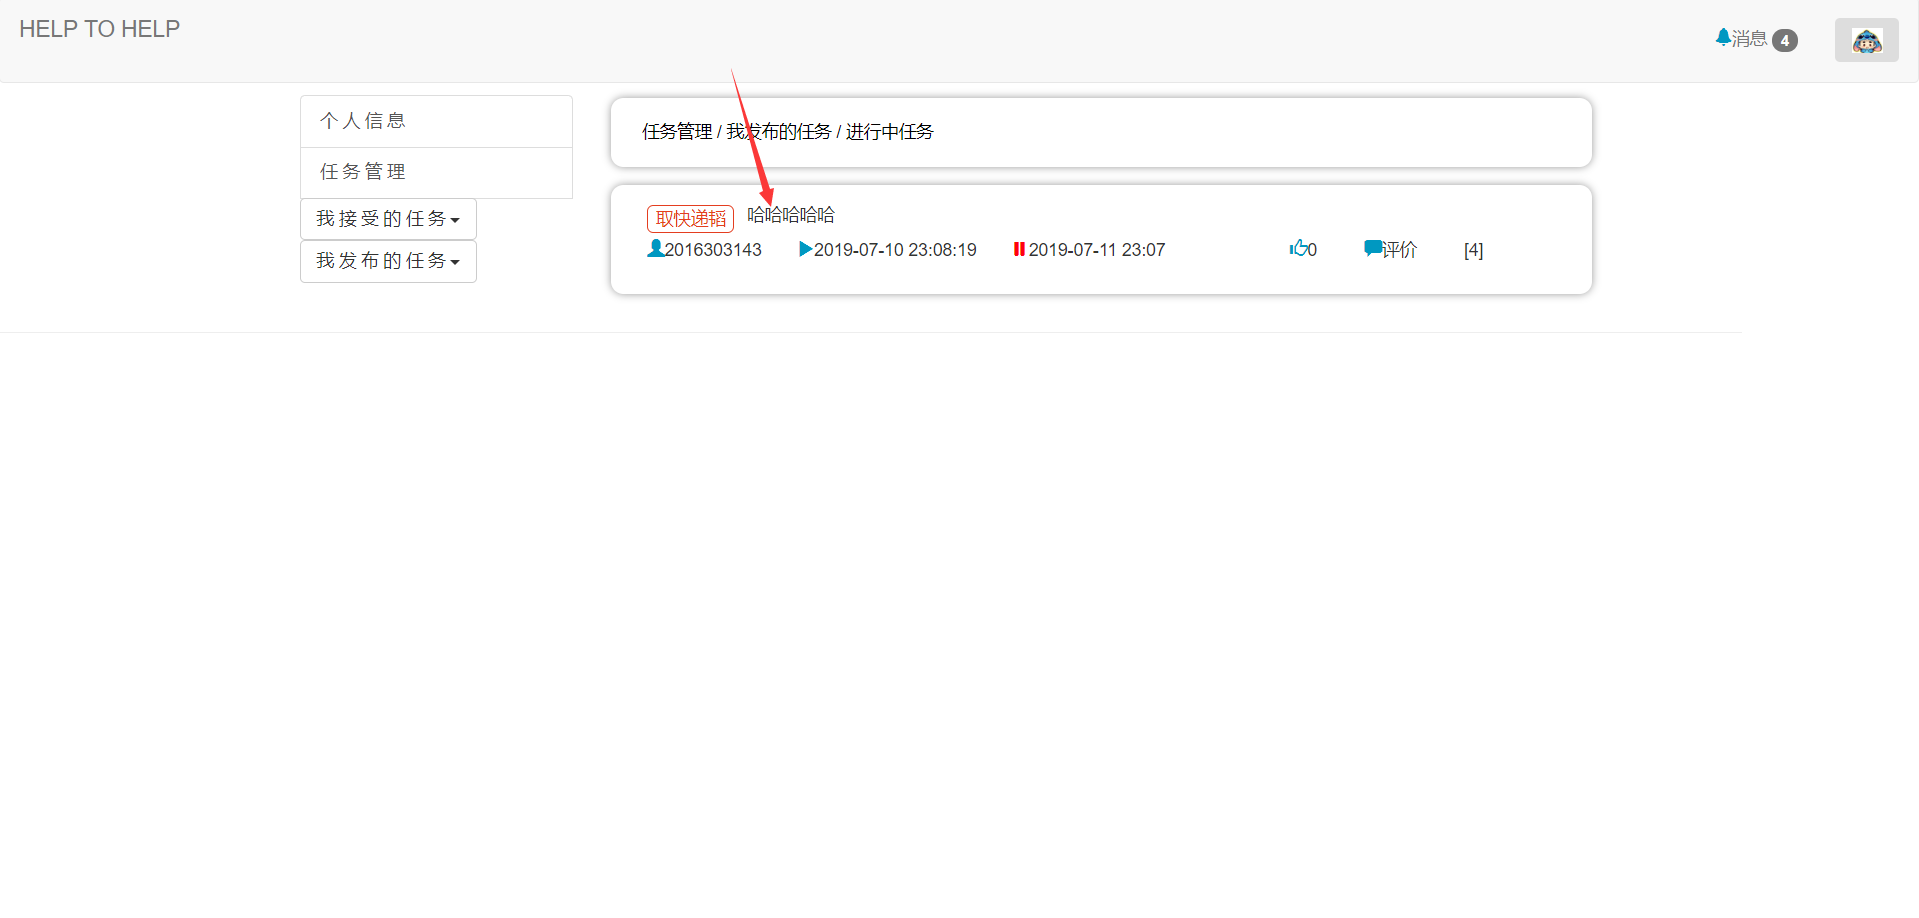 HELP TO HELP
消息 4
个人信息
任务管理
我接受的任务
我发布的任务
任务管理 / 我发布的任务 / 进行中任务
取快递韬 哈哈哈哈哈
2016303143 2019-07-10 23:08:19 2019-07-11 23:07 0 评价 [4]